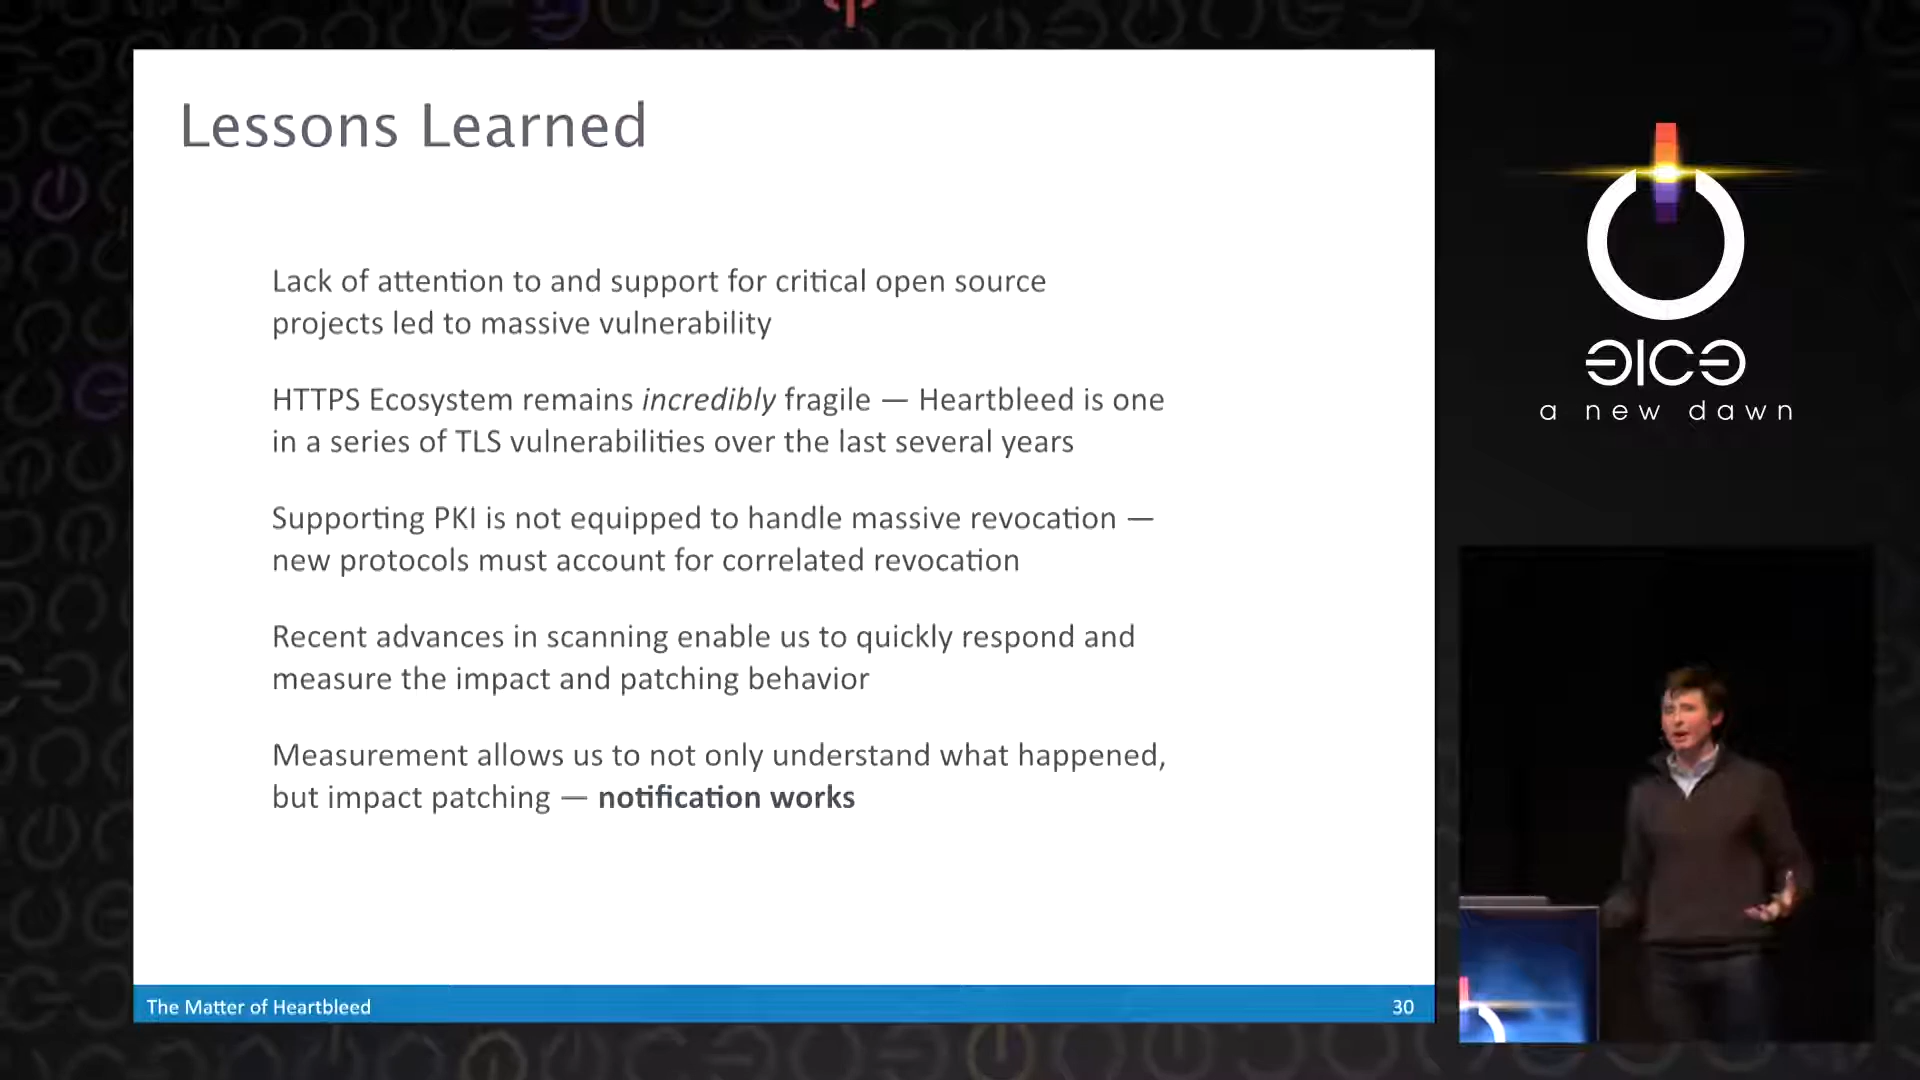 Lessons Learned
Lack of attention to and support for critical open source
projects led to massive vulnerability
HTTPS Ecosystem remains incredibly fragile — Heartbleed is one
in a series of TLS vulnerabilities over the last several years
Supporting PKI is not equipped to handle massive revocation —
new protocols must account for correlated revocation
Recent advances in scanning enable us to quickly respond and
measure the impact and patching behavior
Measurement allows us to not only understand what happened,
but impact patching — notification works
The Matter of Heartbleed
30
a new dawn